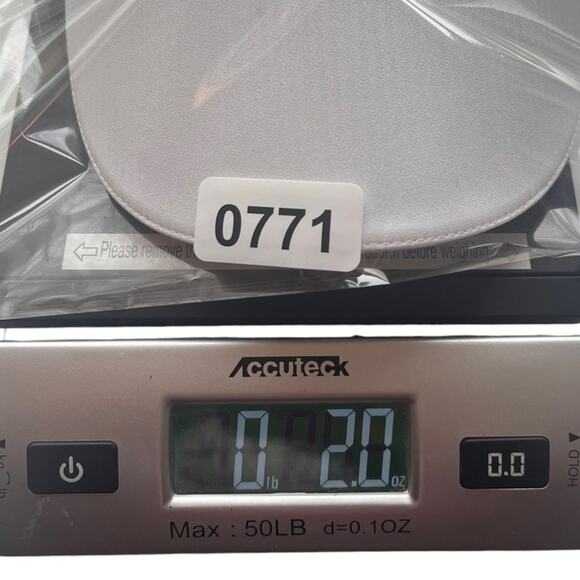 0771
⇦ Please remove t before weighing
Accuteck
0 lb 2.0 oz
0.0
HOLD ▼
Max : 50LB d=0.1OZ